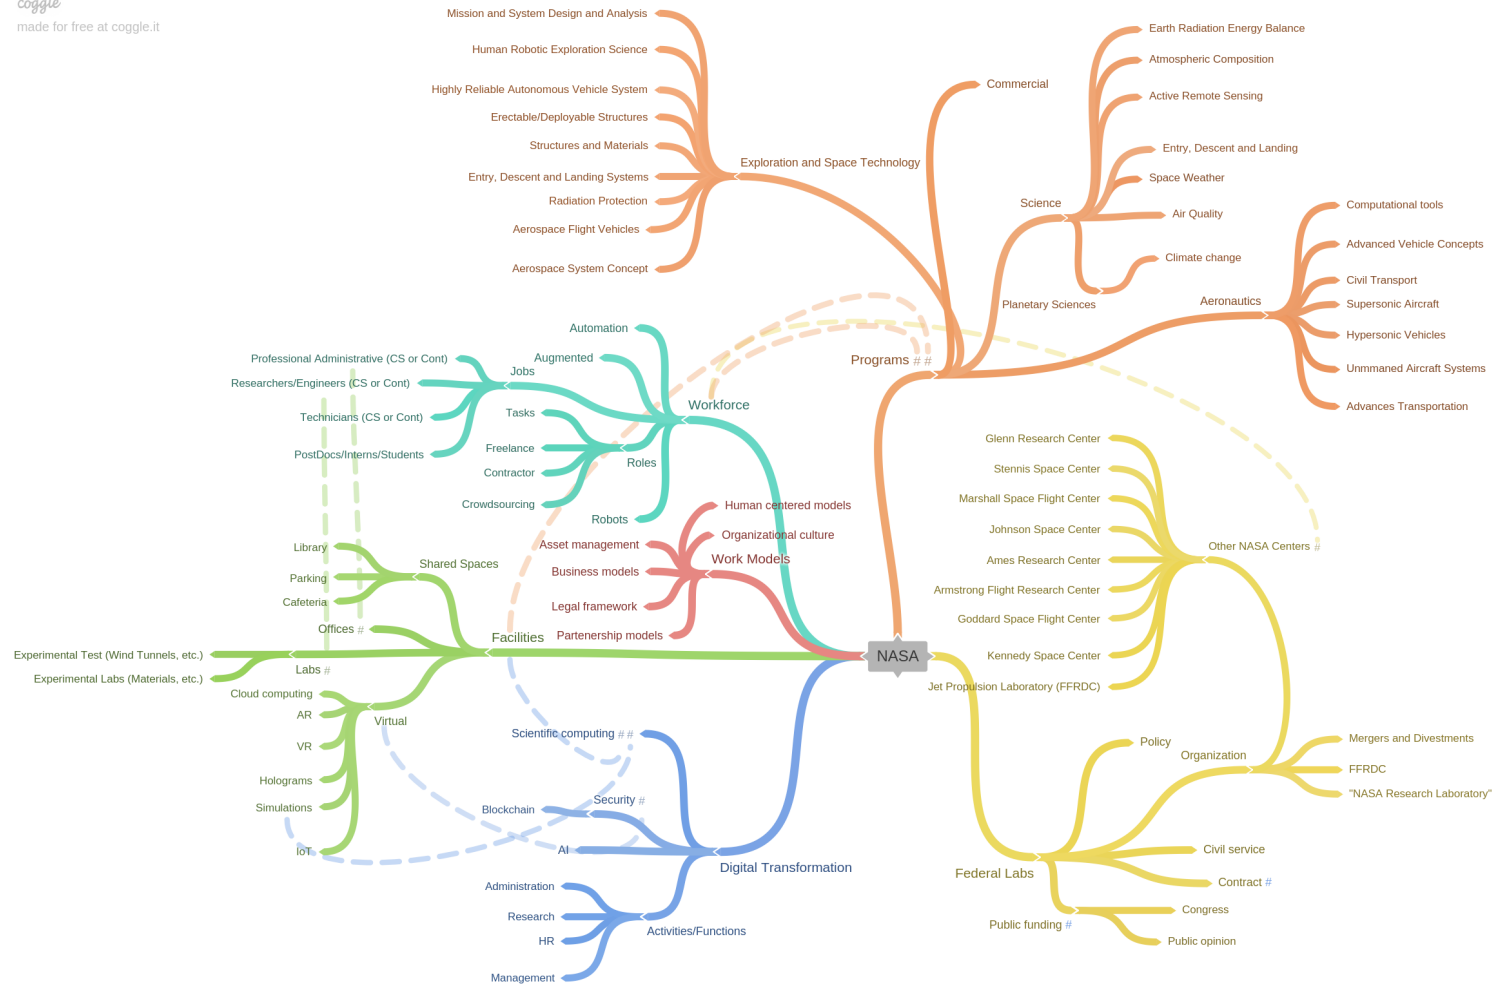 coggle
made for free at coggle.it
Mission and System Design and Analysis
Human Robotic Exploration Science
Highly Reliable Autonomous Vehicle System
Erectable/Deployable Structures
Structures and Materials
Entry, Descent and Landing Systems
Radiation Protection
Aerospace Flight Vehicles
Aerospace System Concept
Exploration and Space Technology
Commercial
Earth Radiation Energy Balance
Atmospheric Composition
Active Remote Sensing
Entry, Descent and Landing
Space Weather
Air Quality
Climate change
Science
Planetary Sciences
Computational tools
Advanced Vehicle Concepts
Civil Transport
Supersonic Aircraft
Hypersonic Vehicles
Unmmaned Aircraft Systems
Advances Transportation
Aeronautics
Programs # #
Automation
Augmented
Professional Administrative (CS or Cont)
Researchers/Engineers (CS or Cont)
Technicians (CS or Cont)
PostDocs/Interns/Students
Jobs
Tasks
Freelance
Contractor
Crowdsourcing
Roles
Robots
Workforce
Human centered models
Organizational culture
Asset management
Business models
Legal framework
Partenership models
Work Models
Library
Parking
Cafeteria
Shared Spaces
Offices #
Experimental Test (Wind Tunnels, etc.)
Experimental Labs (Materials, etc.)
Labs #
Cloud computing
AR
VR
Holograms
Simulations
IoT
Virtual
Facilities
NASA
Scientific computing # #
Security #
Blockchain
AI
Administration
Research
HR
Management
Activities/Functions
Digital Transformation
Glenn Research Center
Stennis Space Center
Marshall Space Flight Center
Johnson Space Center
Ames Research Center
Armstrong Flight Research Center
Goddard Space Flight Center
Kennedy Space Center
Jet Propulsion Laboratory (FFRDC)
Other NASA Centers #
Policy
Organization
Mergers and Divestments
FFRDC
"NASA Research Laboratory"
Civil service
Contract #
Federal Labs
Public funding #
Congress
Public opinion